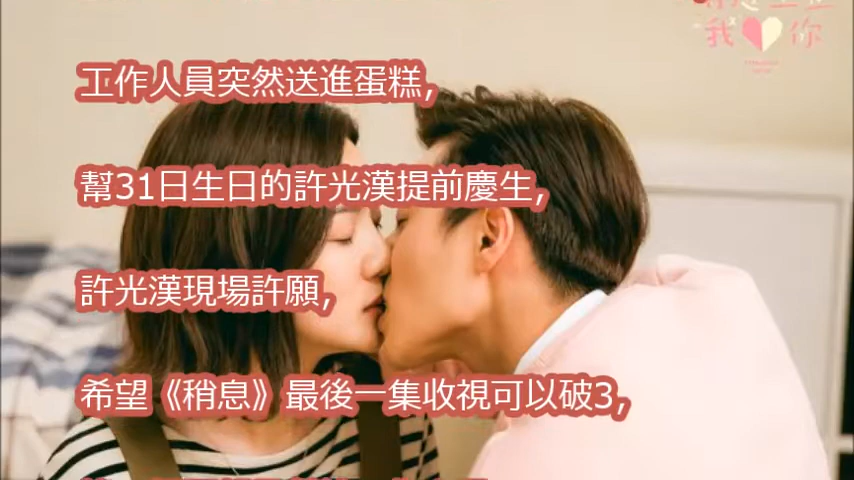 我 你
工作人員突然送進蛋糕,
幫31日生日的許光漢提前慶生,
許光漢現場許願,
希望《稍息》最後一集收視可以破3,